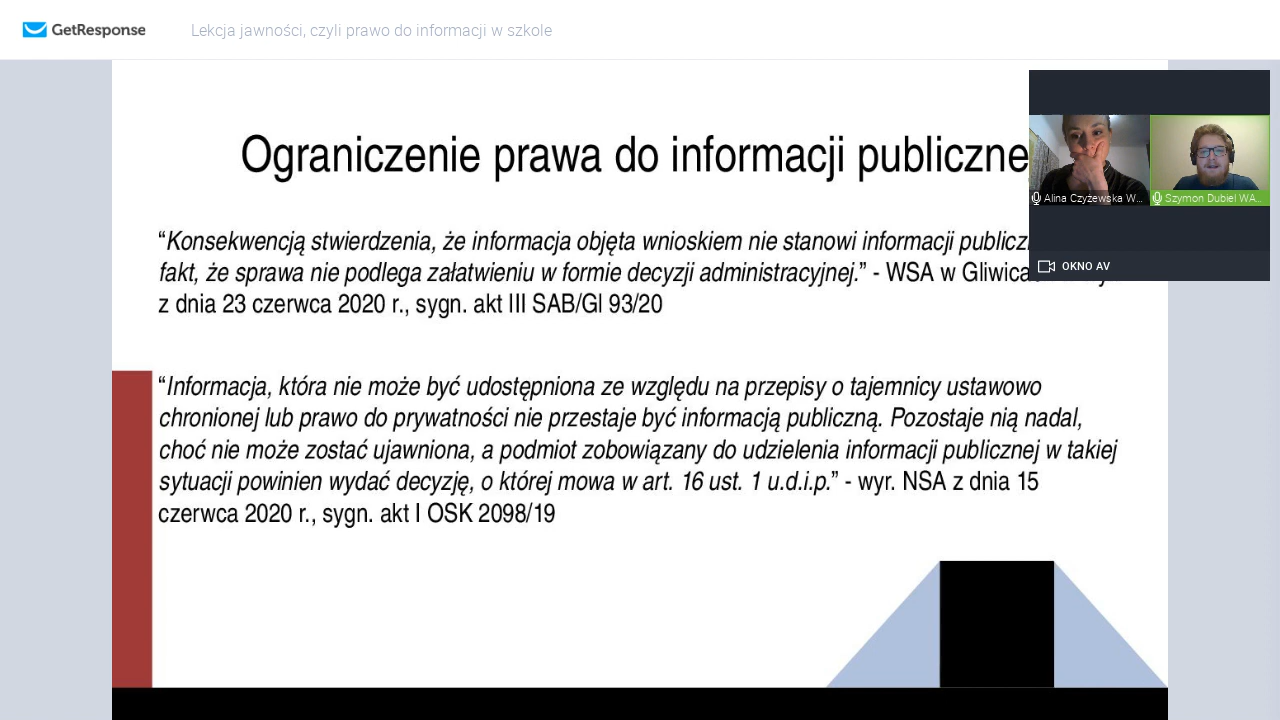 GetResponse
Lekcja jawności, czyli prawo do informacji w szkole
Ograniczenie prawa do informacji publiczne
“Konsekwencją stwierdzenia, że informacja objęta wnioskiem nie stanowi informacji
fakt, że sprawa nie podlega załatwieniu w formie decyzji administracyjnej.” - WSA w
z dnia 23 czerwca 2020 r., sygn. akt III SAB/Gl 93/20
“Informacja, która nie może być udostępniona ze względu na przepisy o tajemnicy ustawowo
chronionej lub prawo do prywatności nie przestaje być informacją publiczną. Pozostaje nią nadal,
choć nie może zostać ujawniona, a podmiot zobowiązany do udzielenia informacji publicznej w takiej
sytuacji powinien wydać decyzję, o której mowa w art. 16 ust. 1 u.d.i.p.” - wyr. NSA z dnia 15
czerwca 2020 r., sygn. akt I OSK 2098/19
Alina Czyżewska W...
Szymon Dubiel WA...
OKNO AV